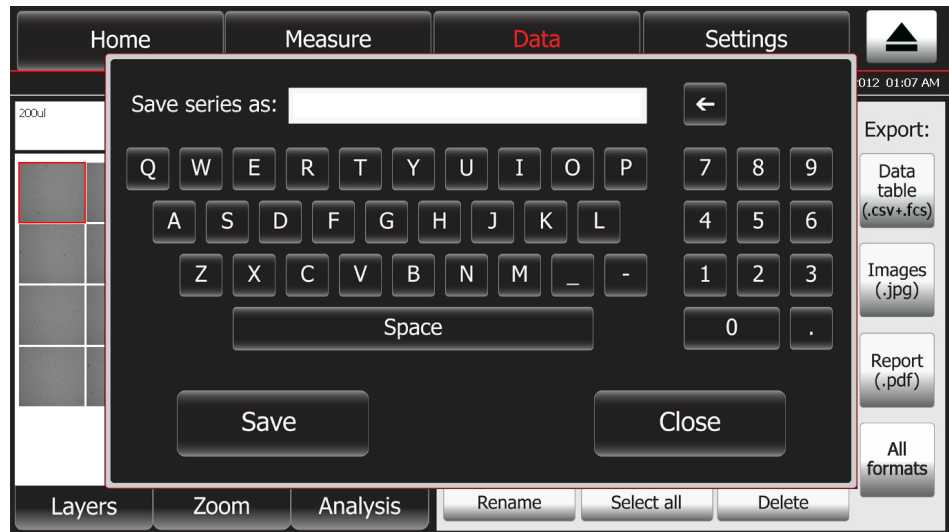 Home Measure Data Settings
012 01:07 AM
200ul
Save series as:
Export:
Q W E R T Y U I O P 7 8 9
Data
table
(.csv+.fcs)
A S D F G H J K L 4 5 6
Z X C V B N M _ - 1 2 3
Images
(.jpg)
Space 0 .
Report
(.pdf)
Save Close
All
formats
Layers Zoom Analysis Rename Select all Delete